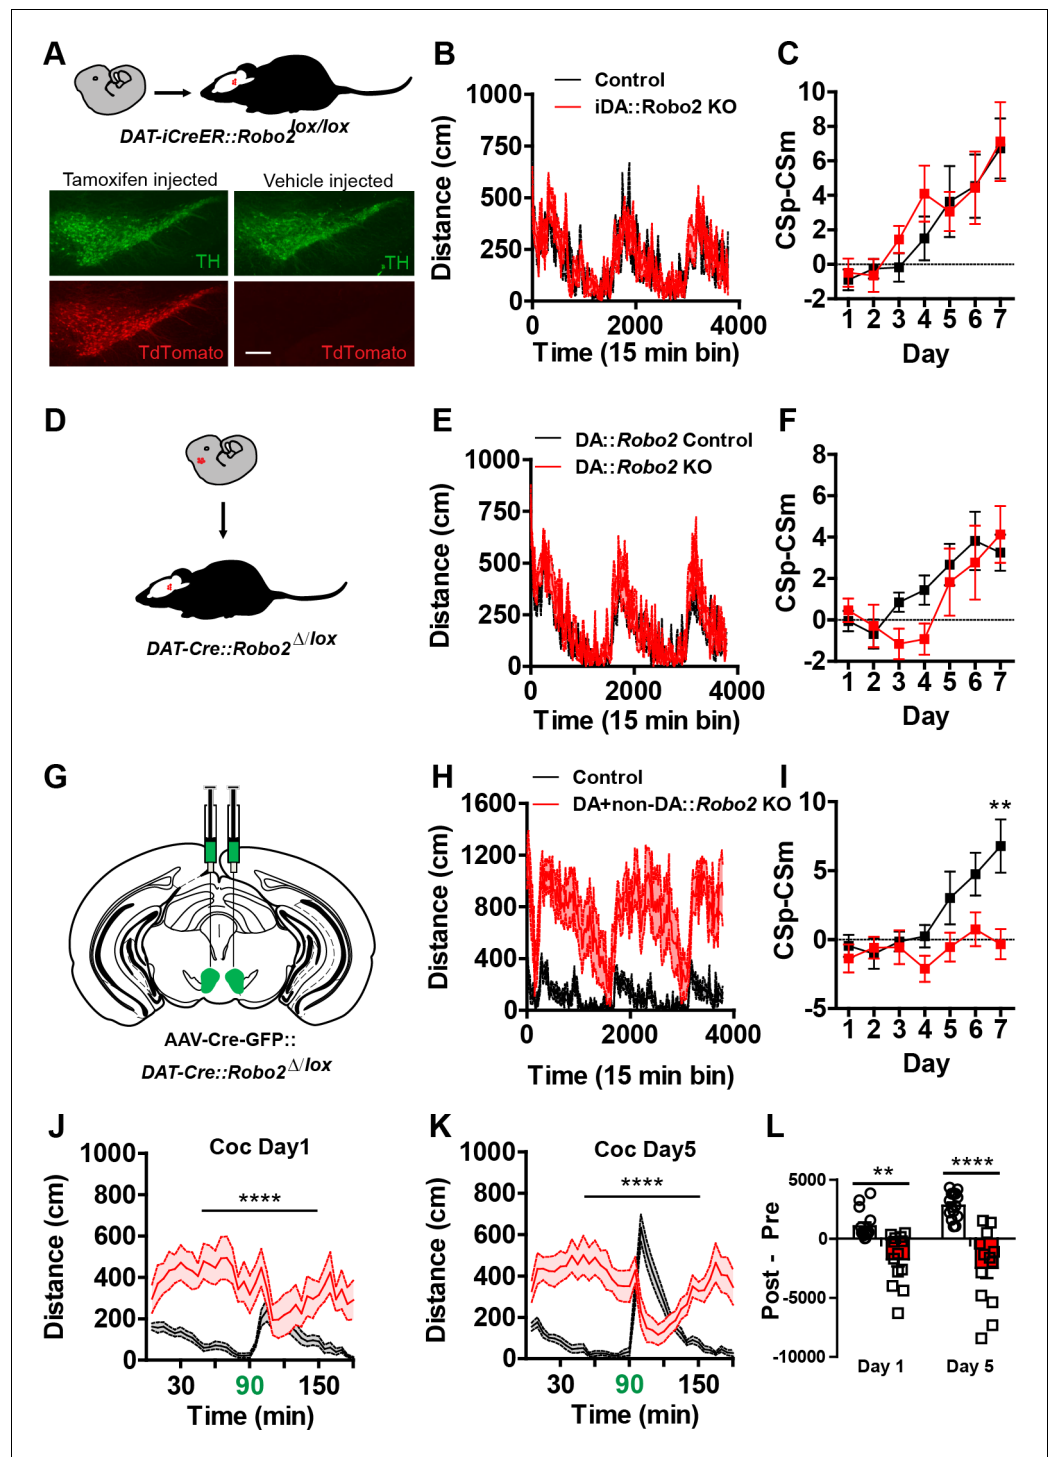 A
DAT-iCreER::Robo2lox/lox
Tamoxifen injected
Vehicle injected
TH
TH
TdTomato
TdTomato
B
Control
iDA::Robo2 KO
1000
750
500
250
0
Distance (cm)
0 2000 4000
Time (15 min bin)
C
10
8
6
4
2
0
-2
CSp-CSm
1 2 3 4 5 6 7
Day
D
DAT-Cre::Robo2Δ/lox
E
DA::Robo2 Control
DA::Robo2 KO
1000
750
500
250
0
Distance (cm)
0 2000 4000
Time (15 min bin)
F
8
6
4
2
0
-2
CSp-CSm
1 2 3 4 5 6 7
Day
G
AAV-Cre-GFP::
DAT-Cre::Robo2Δ/lox
H
Control
DA+non-DA::Robo2 KO
1600
1200
800
400
0
Distance (cm)
0 2000 4000
Time (15 min bin)
I
**
10
5
0
-5
CSp-CSm
1 2 3 4 5 6 7
Day
J
Coc Day1
****
1000
800
600
400
200
0
Distance (cm)
30 90 150
Time (min)
K
Coc Day5
****
1000
800
600
400
200
0
Distance (cm)
30 90 150
Time (min)
L
** ****
5000
0
-5000
-10000
Post - Pre
Day 1 Day 5